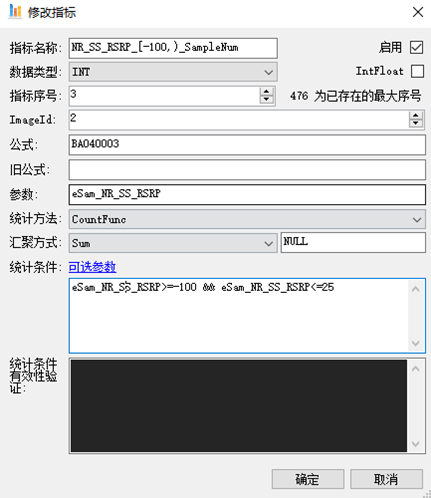 修改指标
指标名称: NR_SS_RSRP_[-100,)_SampleNum 启用
数据类型: INT IntFloat
指标序号: 3 476 为已存在的最大序号
ImageId: 2
公式: BA040003
旧公式:
参数: eSam_NR_SS_RSRP
统计方法: CountFunc
汇聚方式: Sum NULL
统计条件: 可选参数
eSam_NR_SS_RSRP>=-100 && eSam_NR_SS_RSRP<=25
统计条件
有效性验
证:
确定 取消